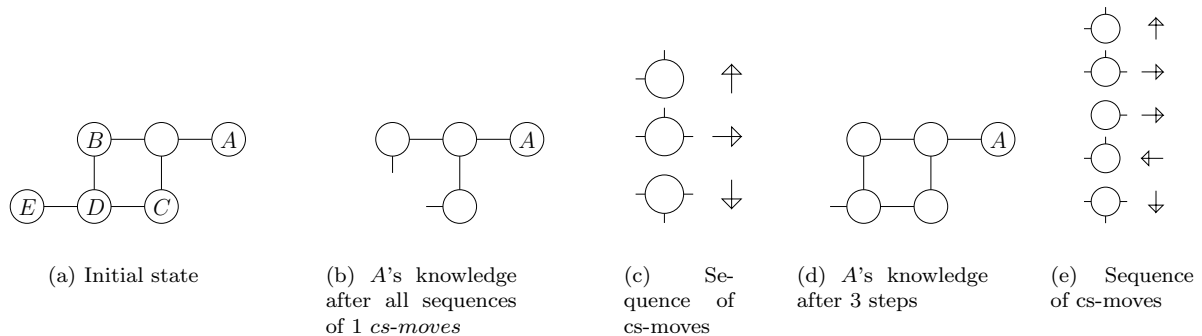 B
A
E
D
C
A
A
(a) Initial state
(b) A's knowledge
after all sequences
of 1 cs-moves
(c) Se-
quence of
cs-moves
(d) A's knowledge
after 3 steps
(e) Sequence
of cs-moves